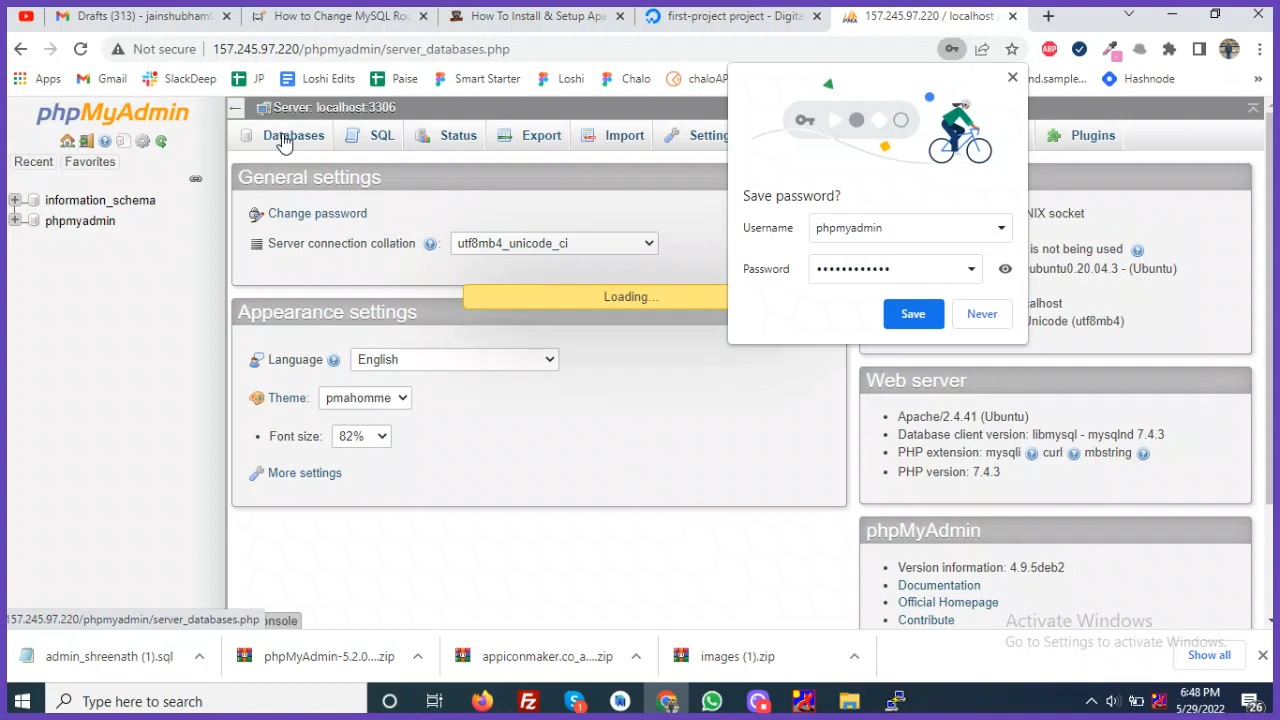 Drafts (313) - jainshubhamU
How to Change MySQL Roo
How To Install & Setup Apa
first-project project - Digita
157.245.97.220 / localhost
Not secure
157.245.97.220/phpmyadmin/server_databases.php
Apps
Gmail
SlackDeep
JP
Loshi Edits
Paise
Smart Starter
Loshi
Chalo
chaloAP
nd.sample...
Hashnode
phpMyAdmin
Recent
Favorites
information_schema
phpmyadmin
Server: localhost:3306
Databases
SQL
Status
Export
Import
Setting
Plugins
General settings
Change password
Server connection collation
utf8mb4_unicode_ci
Loading...
Appearance settings
Language
English
Theme:
pmahomme
Font size:
82%
More settings
Save password?
Username
phpmyadmin
Password
••••••••••••
Save
Never
NIX socket
is not being used
ubuntu0.20.04.3 - (Ubuntu)
calhost
Unicode (utf8mb4)
Web server
Apache/2.4.41 (Ubuntu)
Database client version: libmysql - mysqlnd 7.4.3
PHP extension: mysqli curl mbstring
PHP version: 7.4.3
phpMyAdmin
Version information: 4.9.5deb2
Documentation
Official Homepage
Contribute
Activate Windows
Go to Settings to activate Windows.
157.245.97.220/phpmyadmin/server_databases.php
onsole
admin_shreenath (1).sql
phpMyAdmin-5.2.0....zip
appiconmaker.co_a....zip
images (1).zip
Show all
Type here to search
6:48 PM
5/29/2022
26